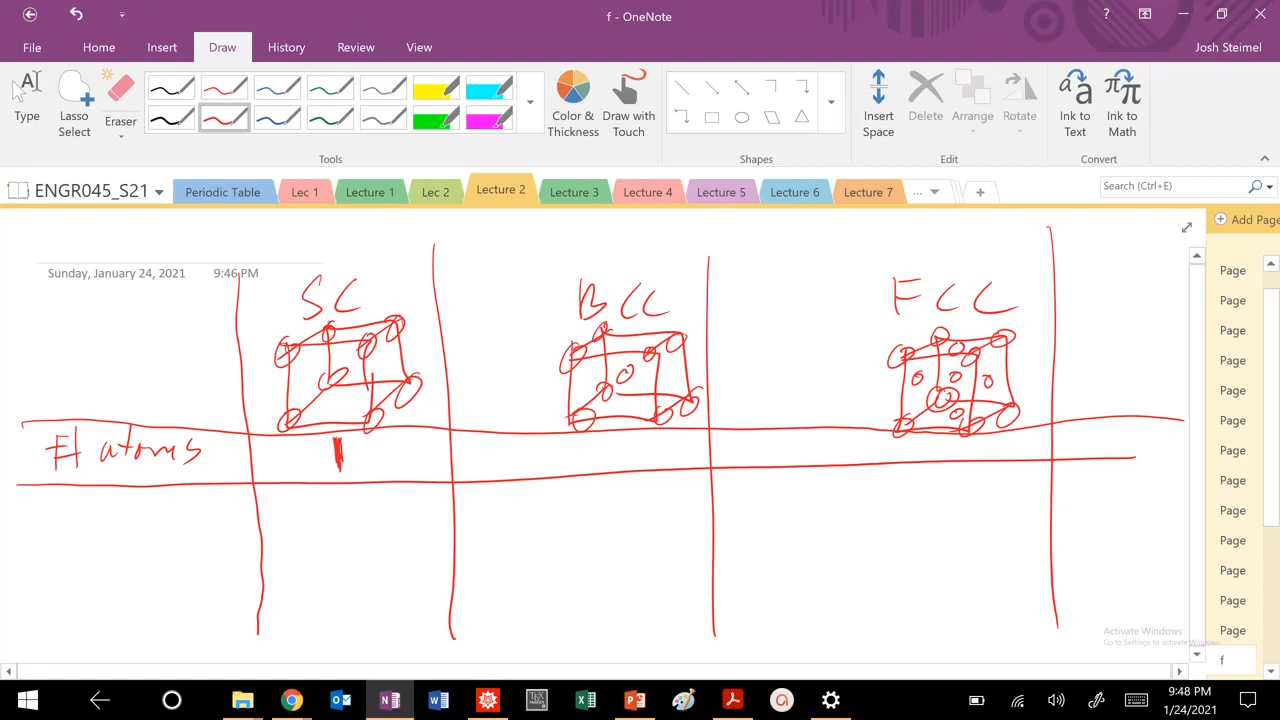 f - OneNote
?
File Home Insert Draw History Review View Josh Steimel
Type
Lasso Select
Eraser
Color & Thickness
Draw with Touch
Insert Space
Delete
Arrange
Rotate
Ink to Text
Ink to Math
Tools Shapes Edit Convert
ENGR045_S21 Periodic Table Lec 1 Lecture 1 Lec 2 Lecture 2 Lecture 3 Lecture 4 Lecture 5 Lecture 6 Lecture 7 ... Search (Ctrl+E)
Add Page
Sunday, January 24, 2021 9:46 PM
Page
Page
Page
Page
Page
Page
Page
Page
Page
Page
Page
Page
Page
f
SC BCC FCC
# atoms 1
Activate Windows
Go to Settings to activate Windows.
9:48 PM
1/24/2021